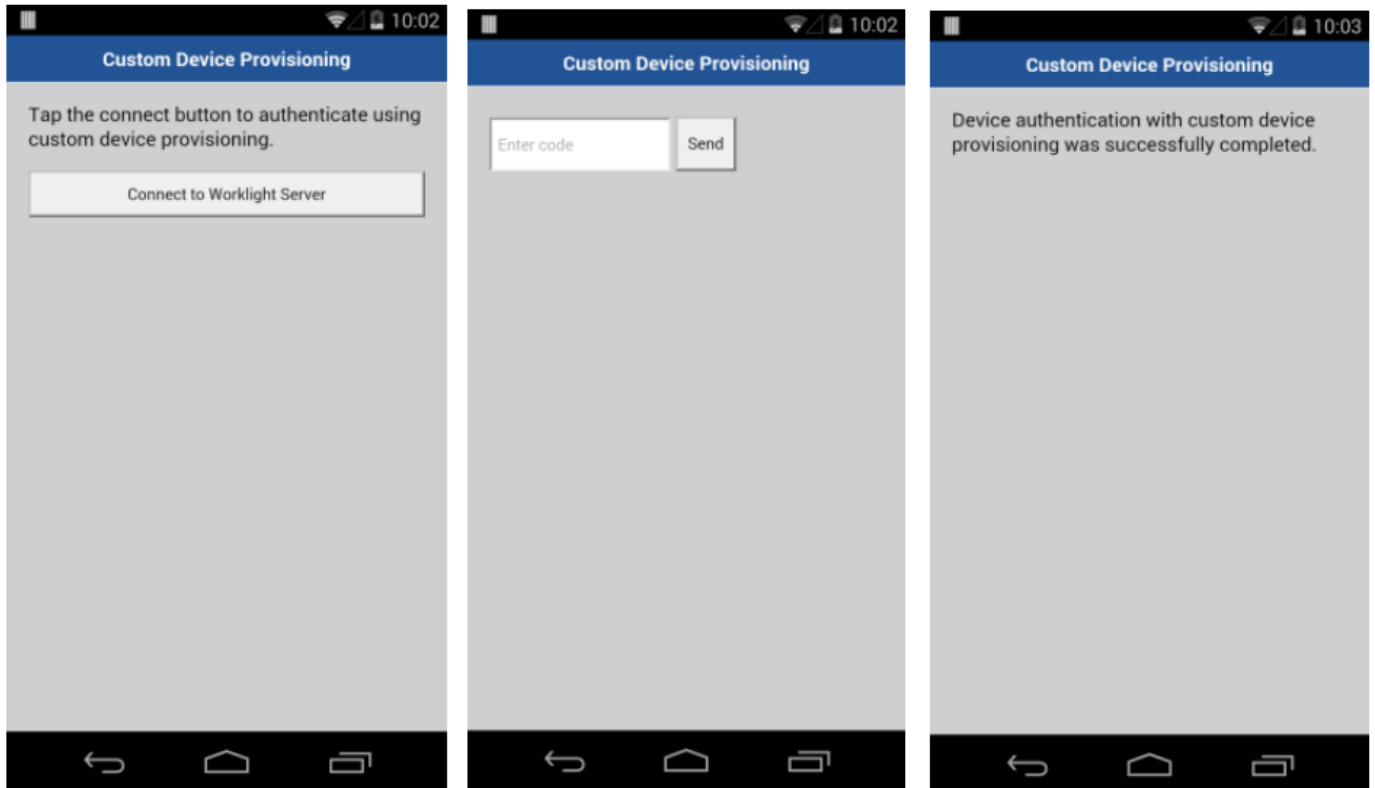 10:02
Custom Device Provisioning
Tap the connect button to authenticate using
custom device provisioning.
Connect to Worklight Server
10:02
Custom Device Provisioning
Enter code
Send
10:03
Custom Device Provisioning
Device authentication with custom device
provisioning was successfully completed.